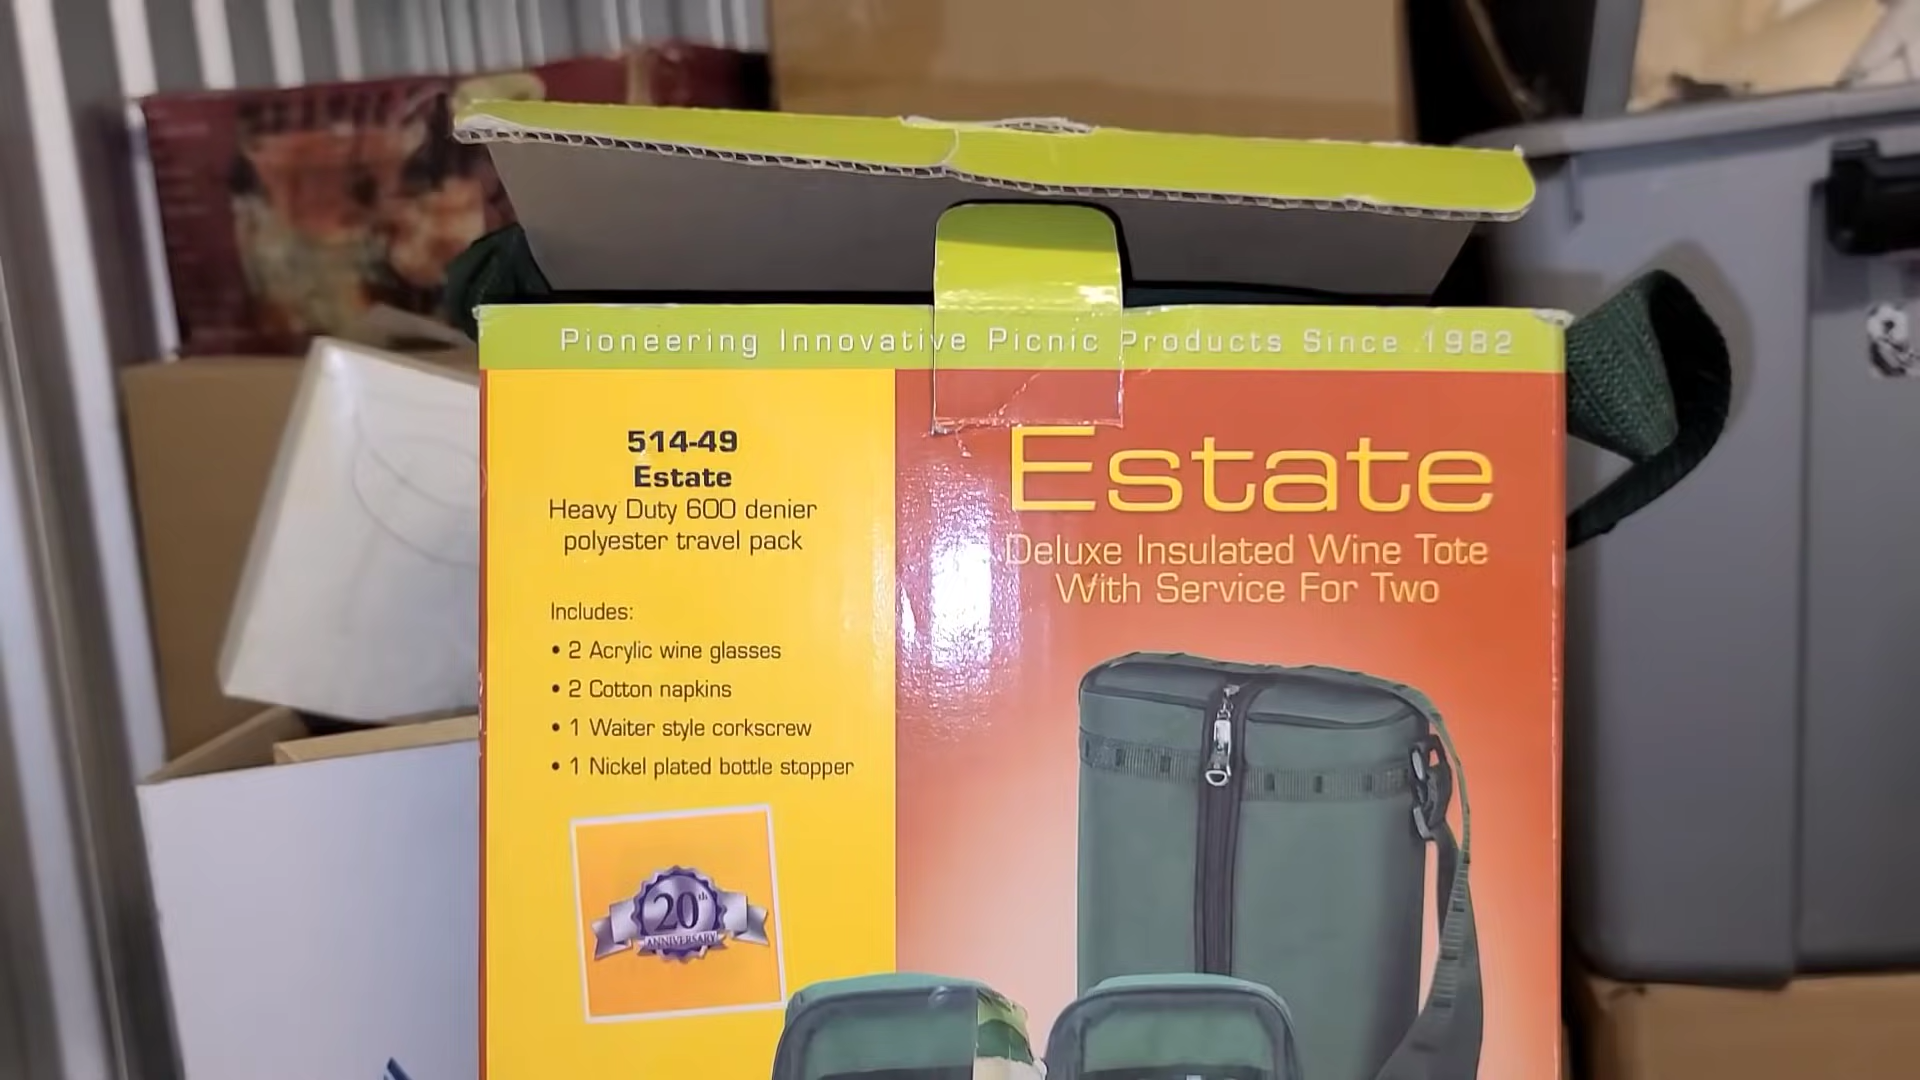 Pioneering Innovative Picnic Products Since 1982
514-49
Estate
Heavy Duty 600 denier
polyester travel pack
Includes:
• 2 Acrylic wine glasses
• 2 Cotton napkins
• 1 Waiter style corkscrew
• 1 Nickel plated bottle stopper
20th
ANNIVERSARY
Estate
Deluxe Insulated Wine Tote
With Service For Two